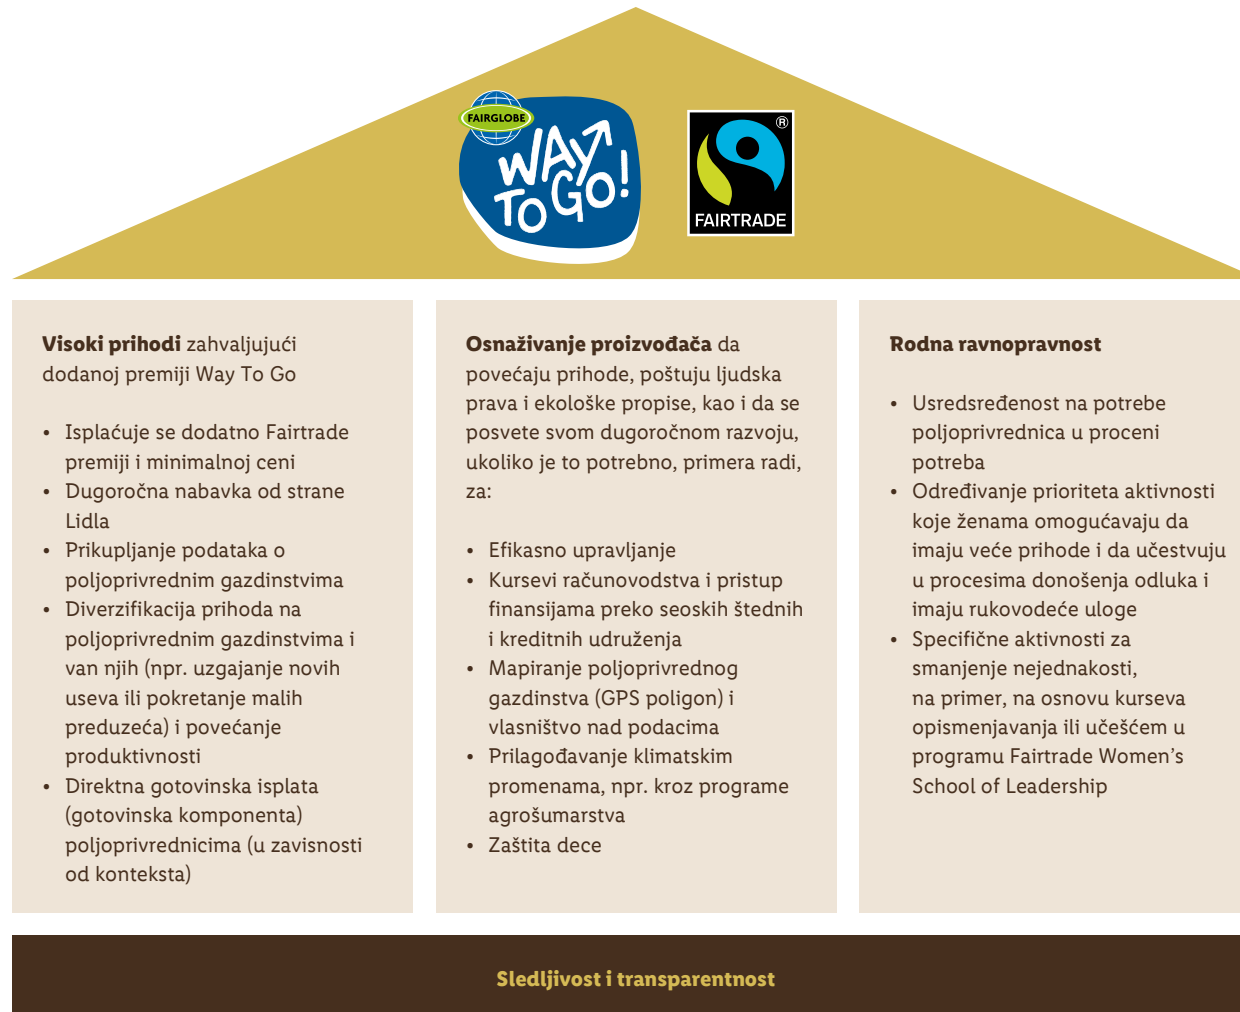 FAIRGLOBE
WAY
TO GO!
®
FAIRTRADE
Visoki prihodi zahvaljujući
dodanoj premiji Way To Go
• Isplaćuje se dodatno Fairtrade
premiji i minimalnoj ceni
• Dugoročna nabavka od strane
Lidla
• Prikupljanje podataka o
poljoprivrednim gazdinstvima
• Diverzifikacija prihoda na
poljoprivrednim gazdinstvima i
van njih (npr. uzgajanje novih
useva ili pokretanje malih
preduzeća) i povećanje
produktivnosti
• Direktna gotovinska isplata
(gotovinska komponenta)
poljoprivrednicima (u zavisnosti
od konteksta)
Osnaživanje proizvođača da
povećaju prihode, poštuju ljudska
prava i ekološke propise, kao i da se
posvete svom dugoročnom razvoju,
ukoliko je to potrebno, primera radi,
za:
• Efikasno upravljanje
• Kursevi računovodstva i pristup
finansijama preko seoskih štednih
i kreditnih udruženja
• Mapiranje poljoprivrednog
gazdinstva (GPS poligon) i
vlasništvo nad podacima
• Prilagođavanje klimatskim
promenama, npr. kroz programe
agrošumarstva
• Zaštita dece
Rodna ravnopravnost
• Usredsređenost na potrebe
poljoprivrednica u proceni
potreba
• Određivanje prioriteta aktivnosti
koje ženama omogućavaju da
imaju veće prihode i da učestvuju
u procesima donošenja odluka i
imaju rukovodeće uloge
• Specifične aktivnosti za
smanjenje nejednakosti,
na primer, na osnovu kurseva
opismenjavanja ili učešćem u
programu Fairtrade Women’s
School of Leadership
Sledljivost i transparentnost